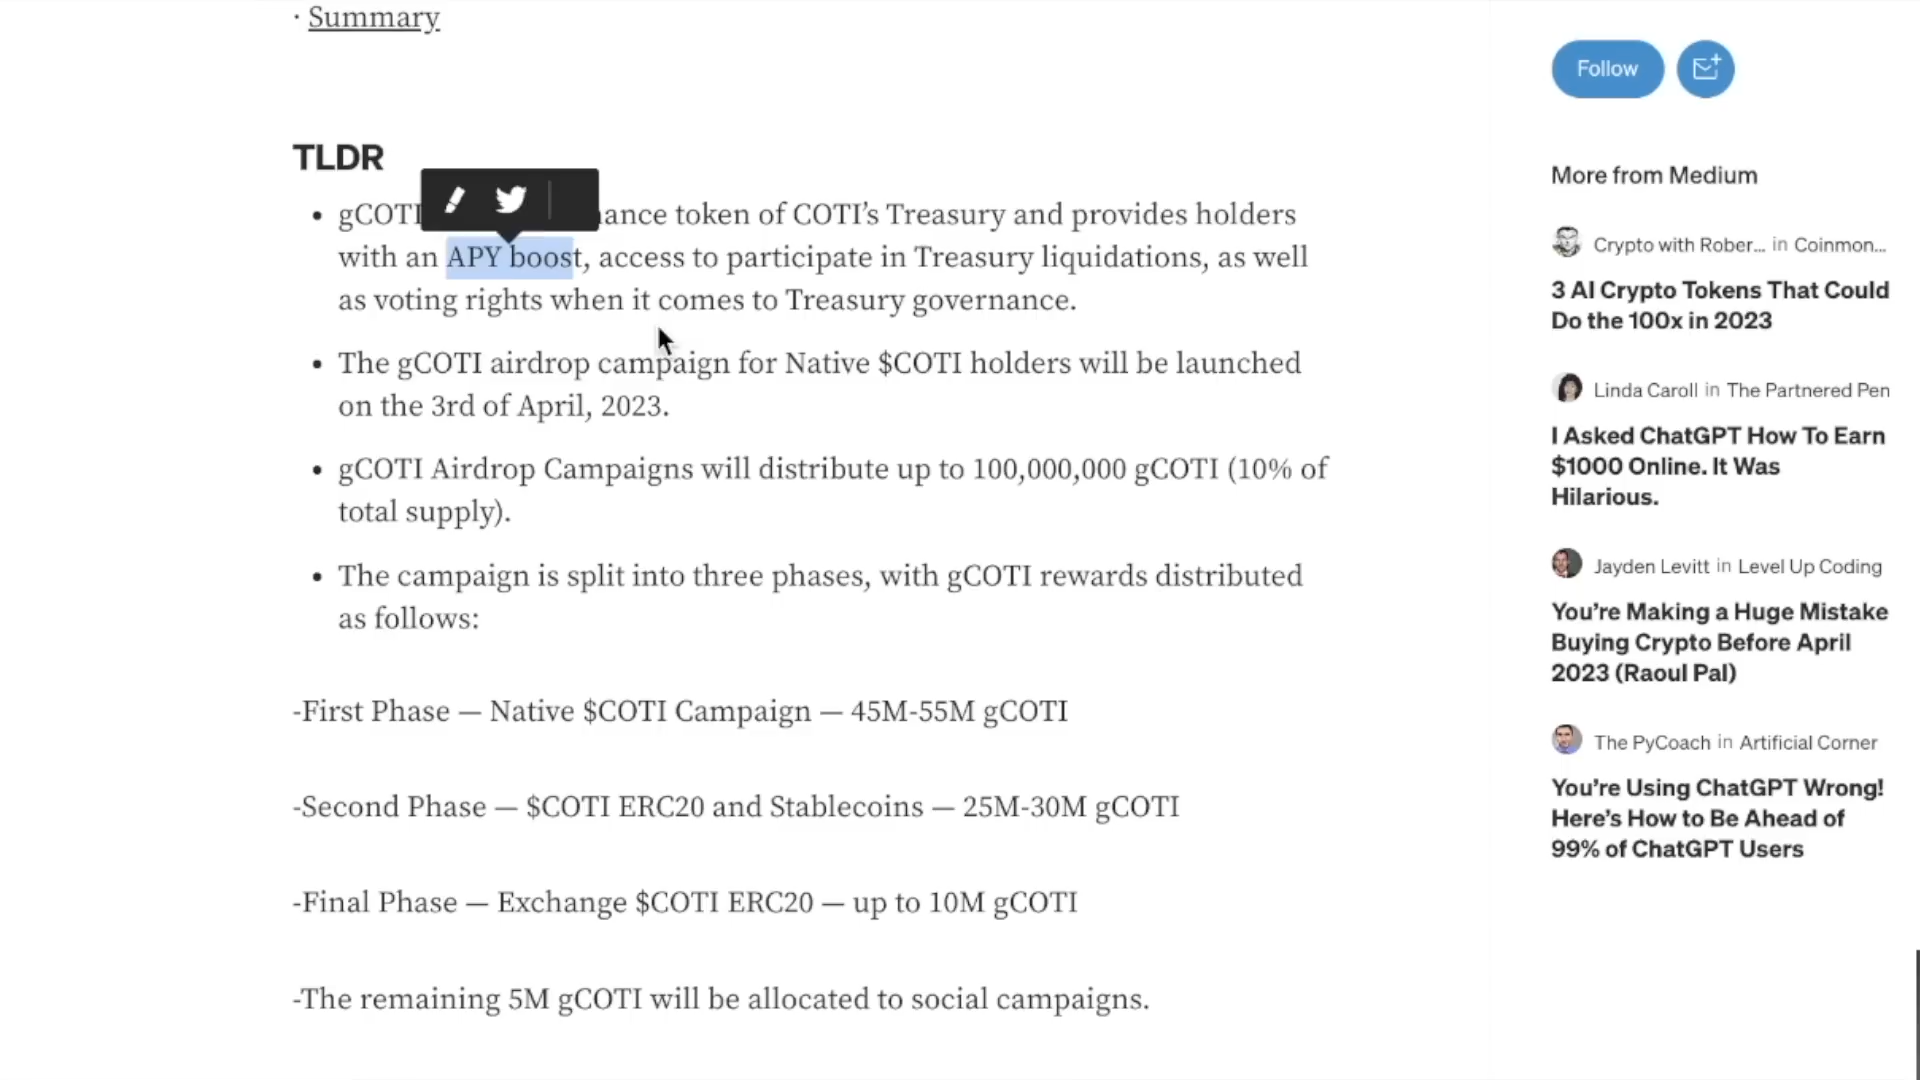 · Summary
TLDR
gCOTI ance token of COTI’s Treasury and provides holders
with an APY boost, access to participate in Treasury liquidations, as well
as voting rights when it comes to Treasury governance.
The gCOTI airdrop campaign for Native $COTI holders will be launched
on the 3rd of April, 2023.
gCOTI Airdrop Campaigns will distribute up to 100,000,000 gCOTI (10% of
total supply).
The campaign is split into three phases, with gCOTI rewards distributed
as follows:
-First Phase — Native $COTI Campaign — 45M-55M gCOTI
-Second Phase — $COTI ERC20 and Stablecoins — 25M-30M gCOTI
-Final Phase — Exchange $COTI ERC20 — up to 10M gCOTI
-The remaining 5M gCOTI will be allocated to social campaigns.
Follow
More from Medium
Crypto with Rober... in Coinmon...
3 AI Crypto Tokens That Could
Do the 100x in 2023
Linda Caroll in The Partnered Pen
I Asked ChatGPT How To Earn
$1000 Online. It Was
Hilarious.
Jayden Levitt in Level Up Coding
You’re Making a Huge Mistake
Buying Crypto Before April
2023 (Raoul Pal)
The PyCoach in Artificial Corner
You’re Using ChatGPT Wrong!
Here’s How to Be Ahead of
99% of ChatGPT Users